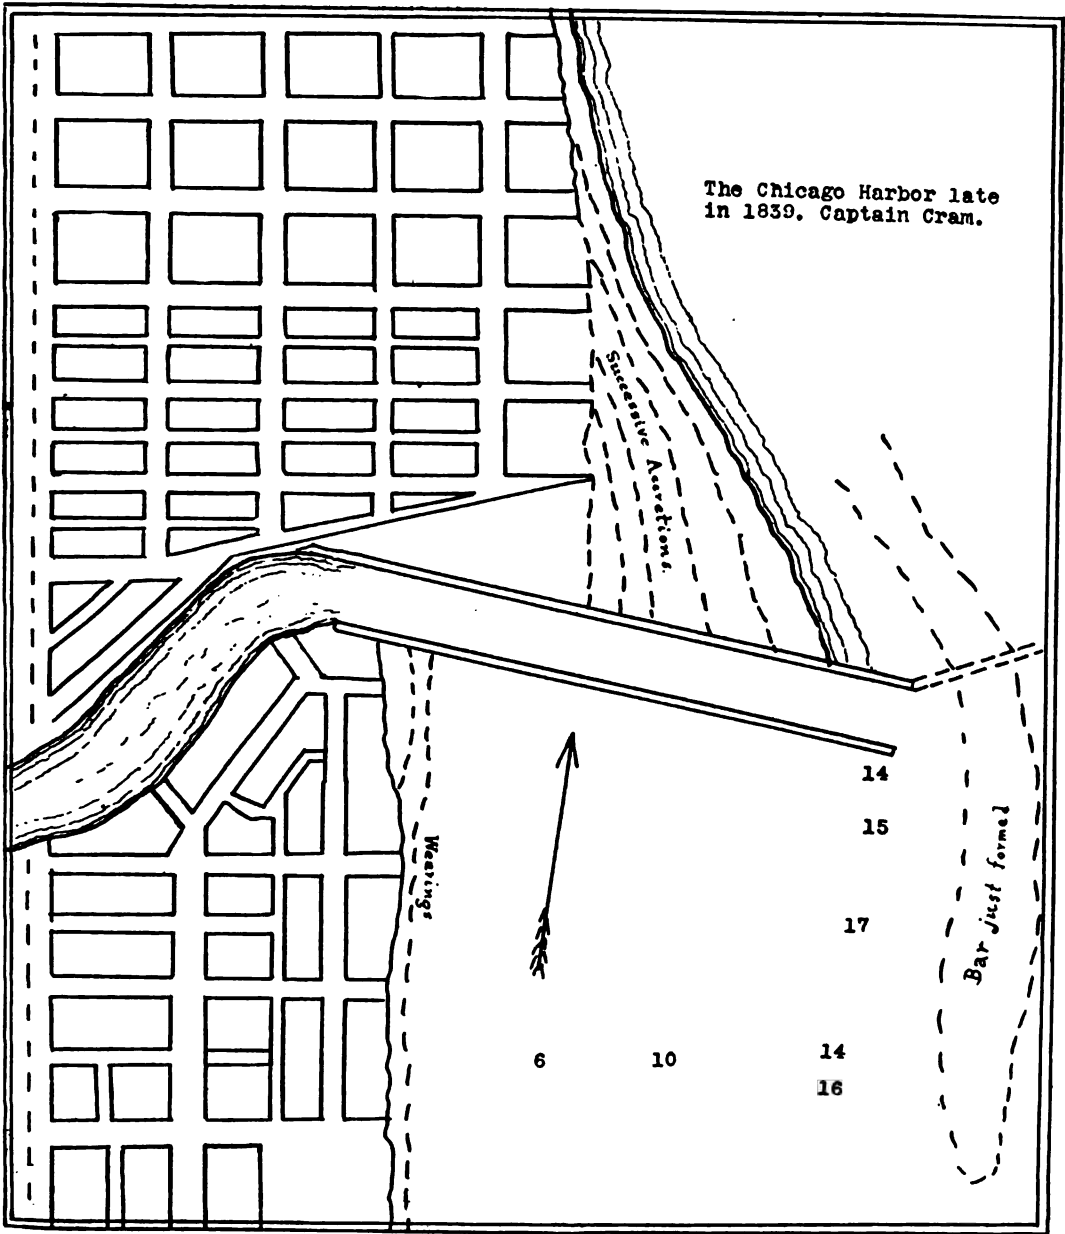 The Chicago Harbor late
in 1839. Captain Cram.
Successive Accretions.
14
15
Wearings
Bar just formed
17
6 10 14
16